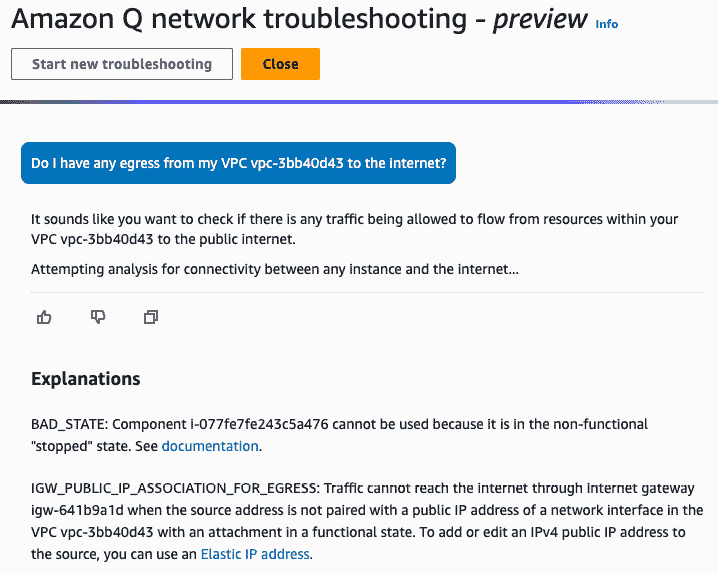 Amazon Q network troubleshooting - preview Info
Start new troubleshooting Close
Do I have any egress from my VPC vpc-3bb40d43 to the internet?
It sounds like you want to check if there is any traffic being allowed to flow from resources within your
VPC vpc-3bb40d43 to the public internet.
Attempting analysis for connectivity between any instance and the internet...
Explanations
BAD_STATE: Component i-077fe7fe243c5a476 cannot be used because it is in the non-functional
"stopped" state. See documentation.
IGW_PUBLIC_IP_ASSOCIATION_FOR_EGRESS: Traffic cannot reach the internet through internet gateway
igw-641b9a1d when the source address is not paired with a public IP address of a network interface in the
VPC vpc-3bb40d43 with an attachment in a functional state. To add or edit an IPv4 public IP address to
the source, you can use an Elastic IP address.